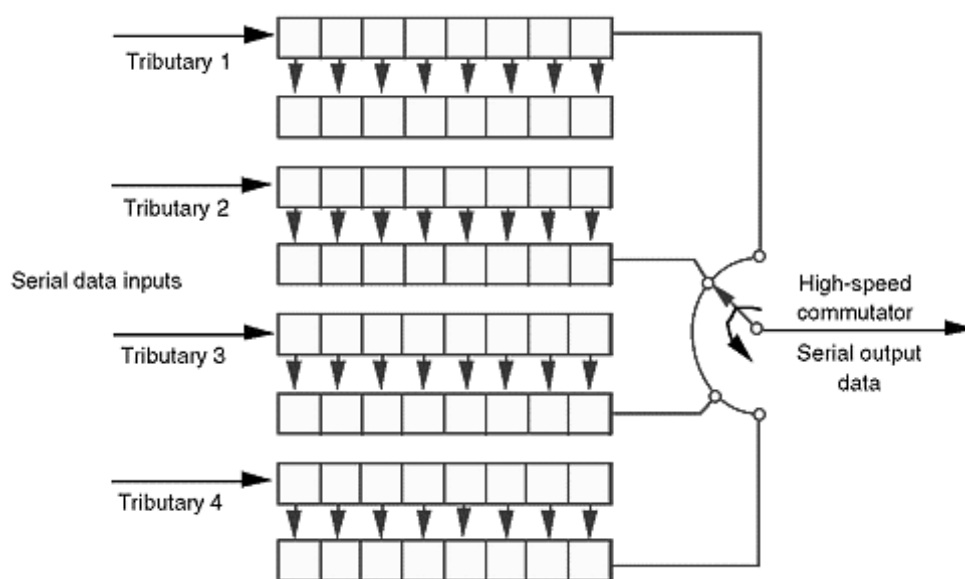 Tributary 1
Tributary 2
Serial data inputs
High-speed
commutator
Serial output
data
Tributary 3
Tributary 4